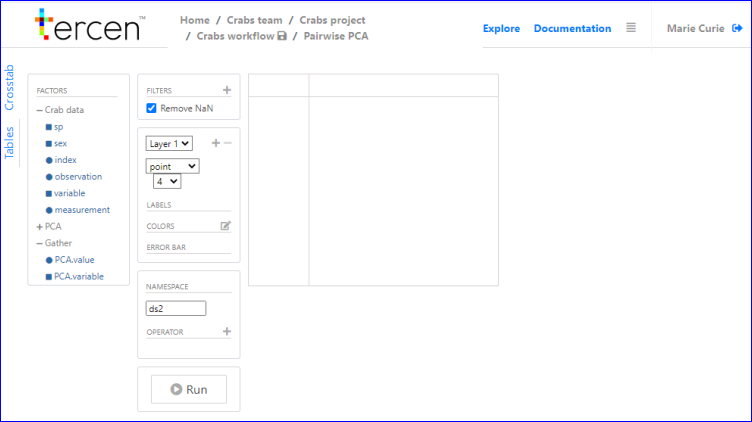 tercen™
Home / Crabs team / Crabs project
/ Crabs workflow / Pairwise PCA
Explore Documentation Marie Curie
Crosstab
Tables
FACTORS
Crab data
sp
sex
index
observation
variable
measurement
PCA
Gather
PCA.value
PCA.variable
FILTERS
Remove NaN
Layer 1
point
4
LABELS
COLORS
ERROR BAR
NAMESPACE
ds2
OPERATOR
Run